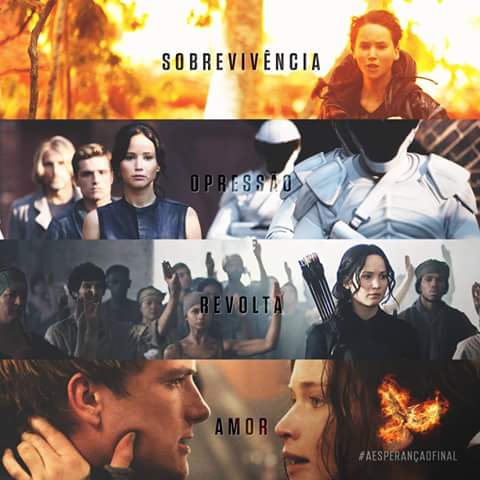 SOBREVIVÊNCIA
OPRESSÃO
REVOLTA
AMOR
#AESPERANÇAOFINAL